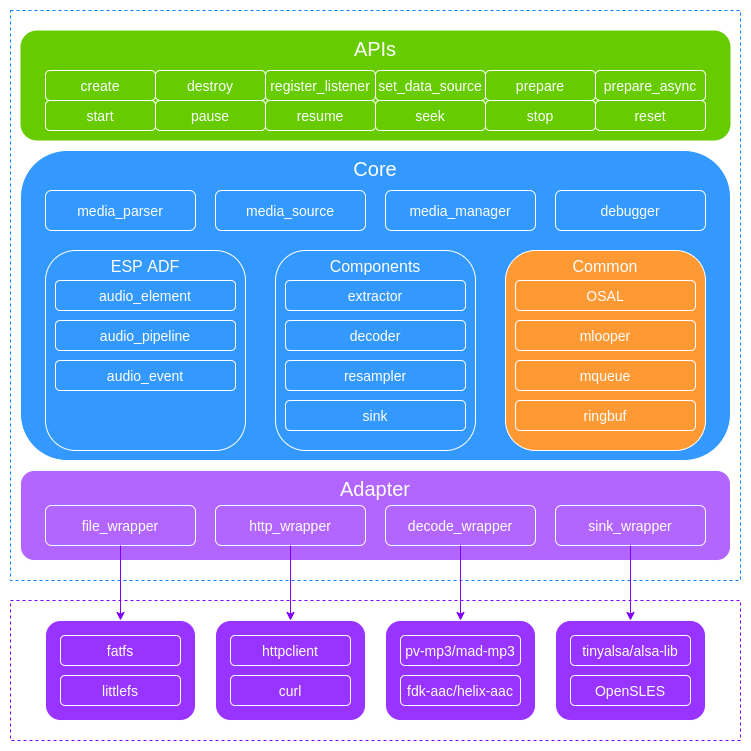 APIs
create destroy register_listener set_data_source prepare prepare_async
start pause resume seek stop reset
Core
media_parser media_source media_manager debugger
ESP ADF
audio_element
audio_pipeline
audio_event
Components
extractor
decoder
resampler
sink
Common
OSAL
mlooper
mqueue
ringbuf
Adapter
file_wrapper http_wrapper decode_wrapper sink_wrapper
fatfs
littlefs
httpclient
curl
pv-mp3/mad-mp3
fdk-aac/helix-aac
tinyalsa/alsa-lib
OpenSLES